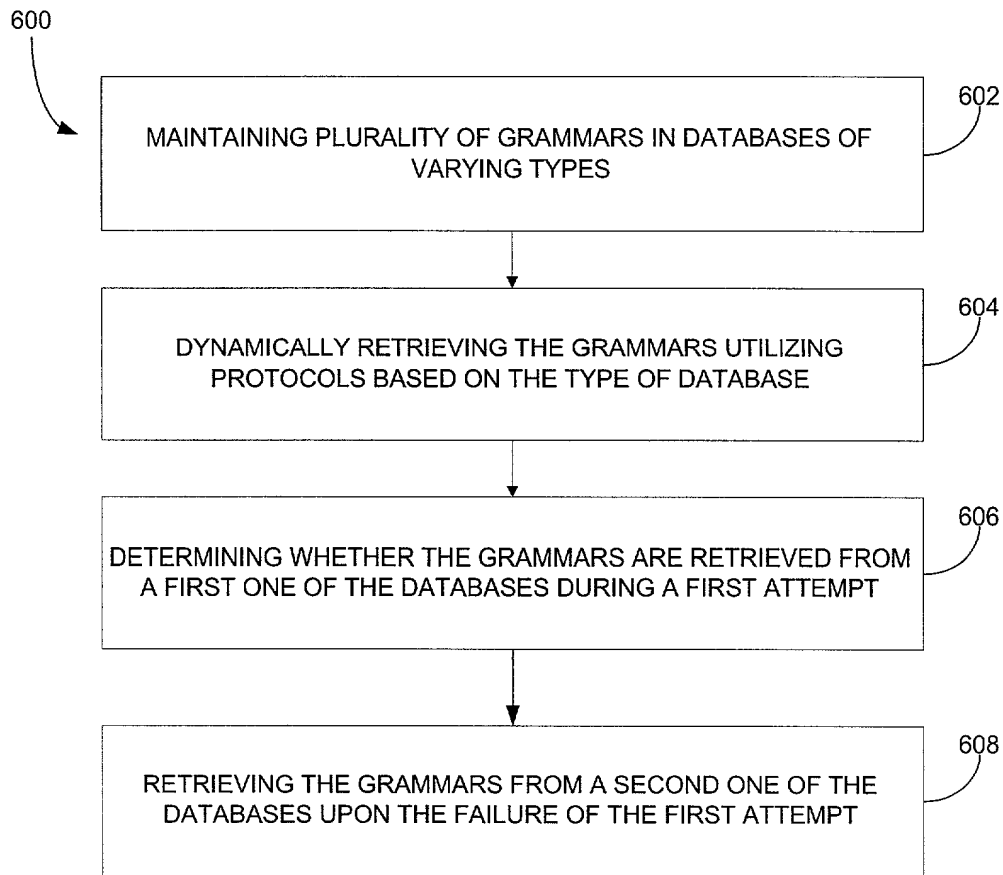 600
602
MAINTAINING PLURALITY OF GRAMMARS IN DATABASES OF
VARYING TYPES
604
DYNAMICALLY RETRIEVING THE GRAMMARS UTILIZING
PROTOCOLS BASED ON THE TYPE OF DATABASE
606
DETERMINING WHETHER THE GRAMMARS ARE RETRIEVED FROM
A FIRST ONE OF THE DATABASES DURING A FIRST ATTEMPT
608
RETRIEVING THE GRAMMARS FROM A SECOND ONE OF THE
DATABASES UPON THE FAILURE OF THE FIRST ATTEMPT